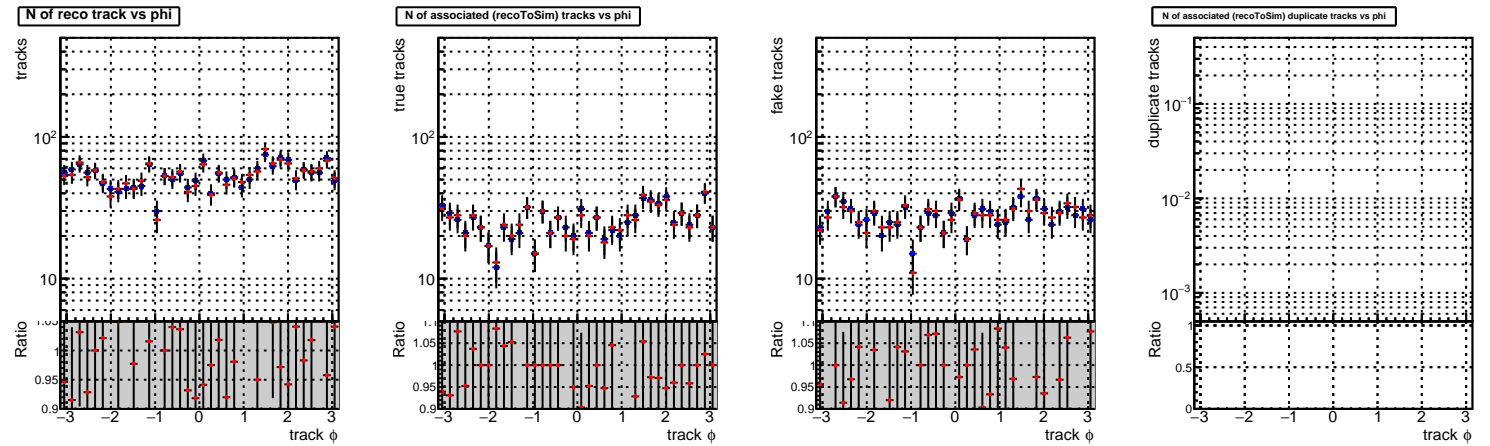 N of reco track vs phi
tracks
10²
10
Ratio
1.05
1
0.95
0.9
−3 −2 −1 0 1 2 3
track ϕ
N of associated (recoToSim) tracks vs phi
true tracks
10²
10
Ratio
1.1
1.05
1
0.95
0.9
−3 −2 −1 0 1 2 3
track ϕ
fake tracks
10²
10
Ratio
1.1
1.05
1
0.95
0.9
−3 −2 −1 0 1 2 3
track ϕ
N of associated (recoToSim) duplicate tracks vs phi
duplicate tracks
10⁻¹
10⁻²
10⁻³
Ratio
1
0.5
0
−3 −2 −1 0 1 2 3
track ϕ